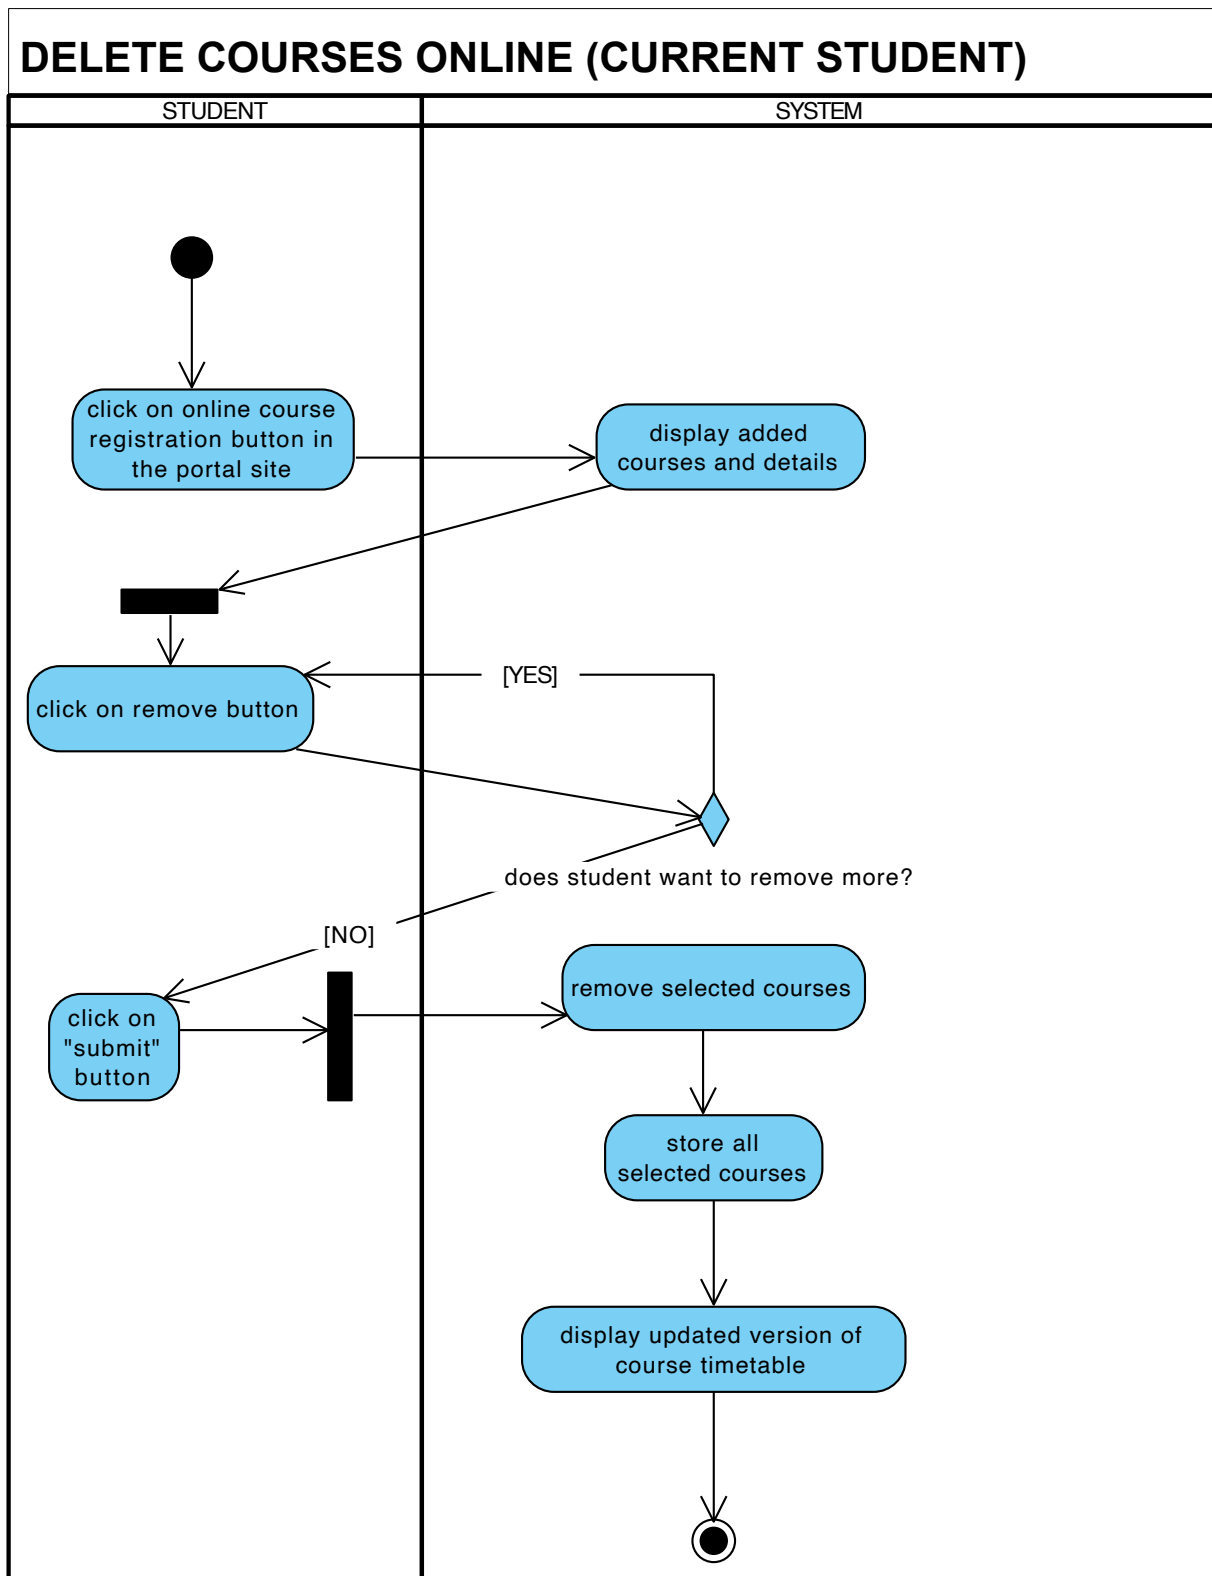 DELETE COURSES ONLINE (CURRENT STUDENT)
STUDENT
SYSTEM
click on online course
registration button in
the portal site
display added
courses and details
[YES]
click on remove button
does student want to remove more?
[NO]
remove selected courses
click on
"submit"
button
store all
selected courses
display updated version of
course timetable